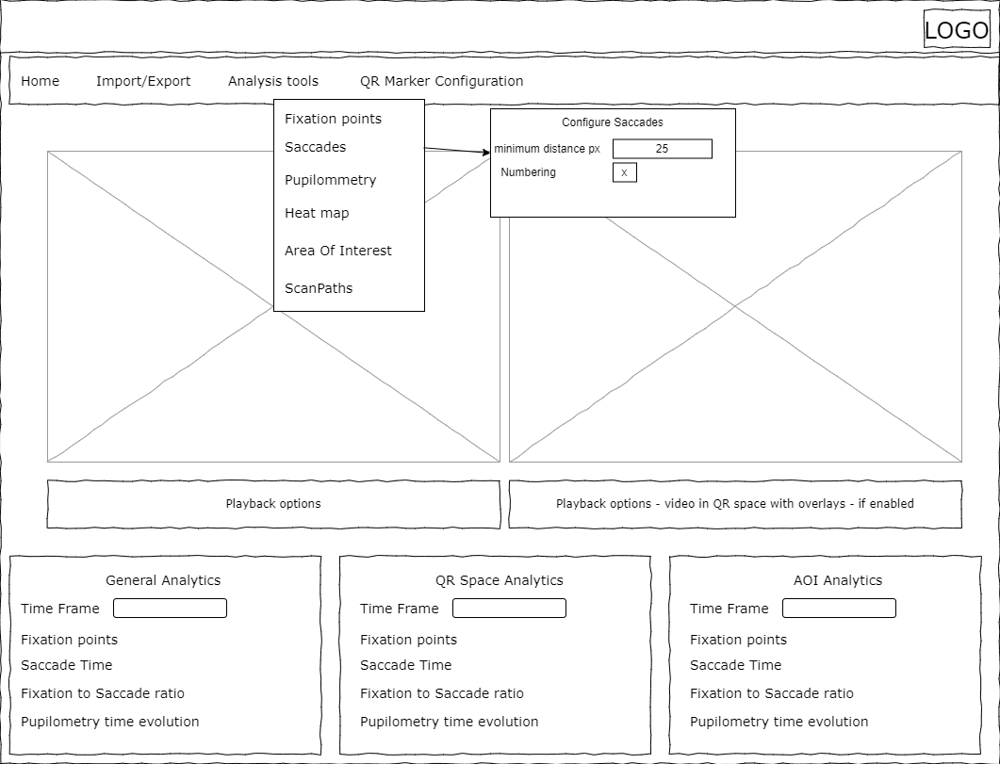 LOGO
Home Import/Export Analysis tools QR Marker Configuration
Fixation points
Saccades
Pupilommetry
Heat map
Area Of Interest
ScanPaths
Configure Saccades
minimum distance px 25
Numbering x
Playback options
Playback options - video in QR space with overlays - if enabled
General Analytics
Time Frame
Fixation points
Saccade Time
Fixation to Saccade ratio
Pupilometry time evolution
QR Space Analytics
Time Frame
Fixation points
Saccade Time
Fixation to Saccade ratio
Pupilometry time evolution
AOI Analytics
Time Frame
Fixation points
Saccade Time
Fixation to Saccade ratio
Pupilometry time evolution